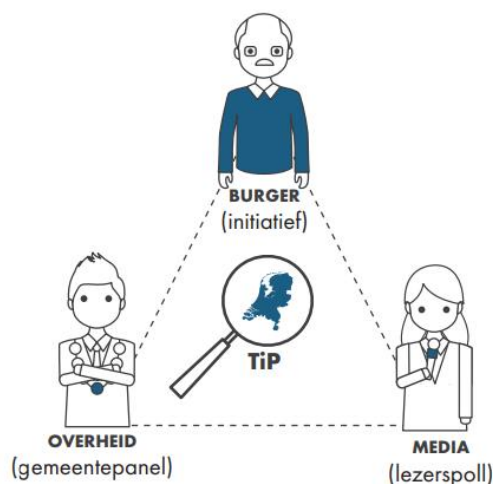 BURGER
(initiatief)
TiP
OVERHEID
(gemeentepanel)
MEDIA
(lezerspoll)